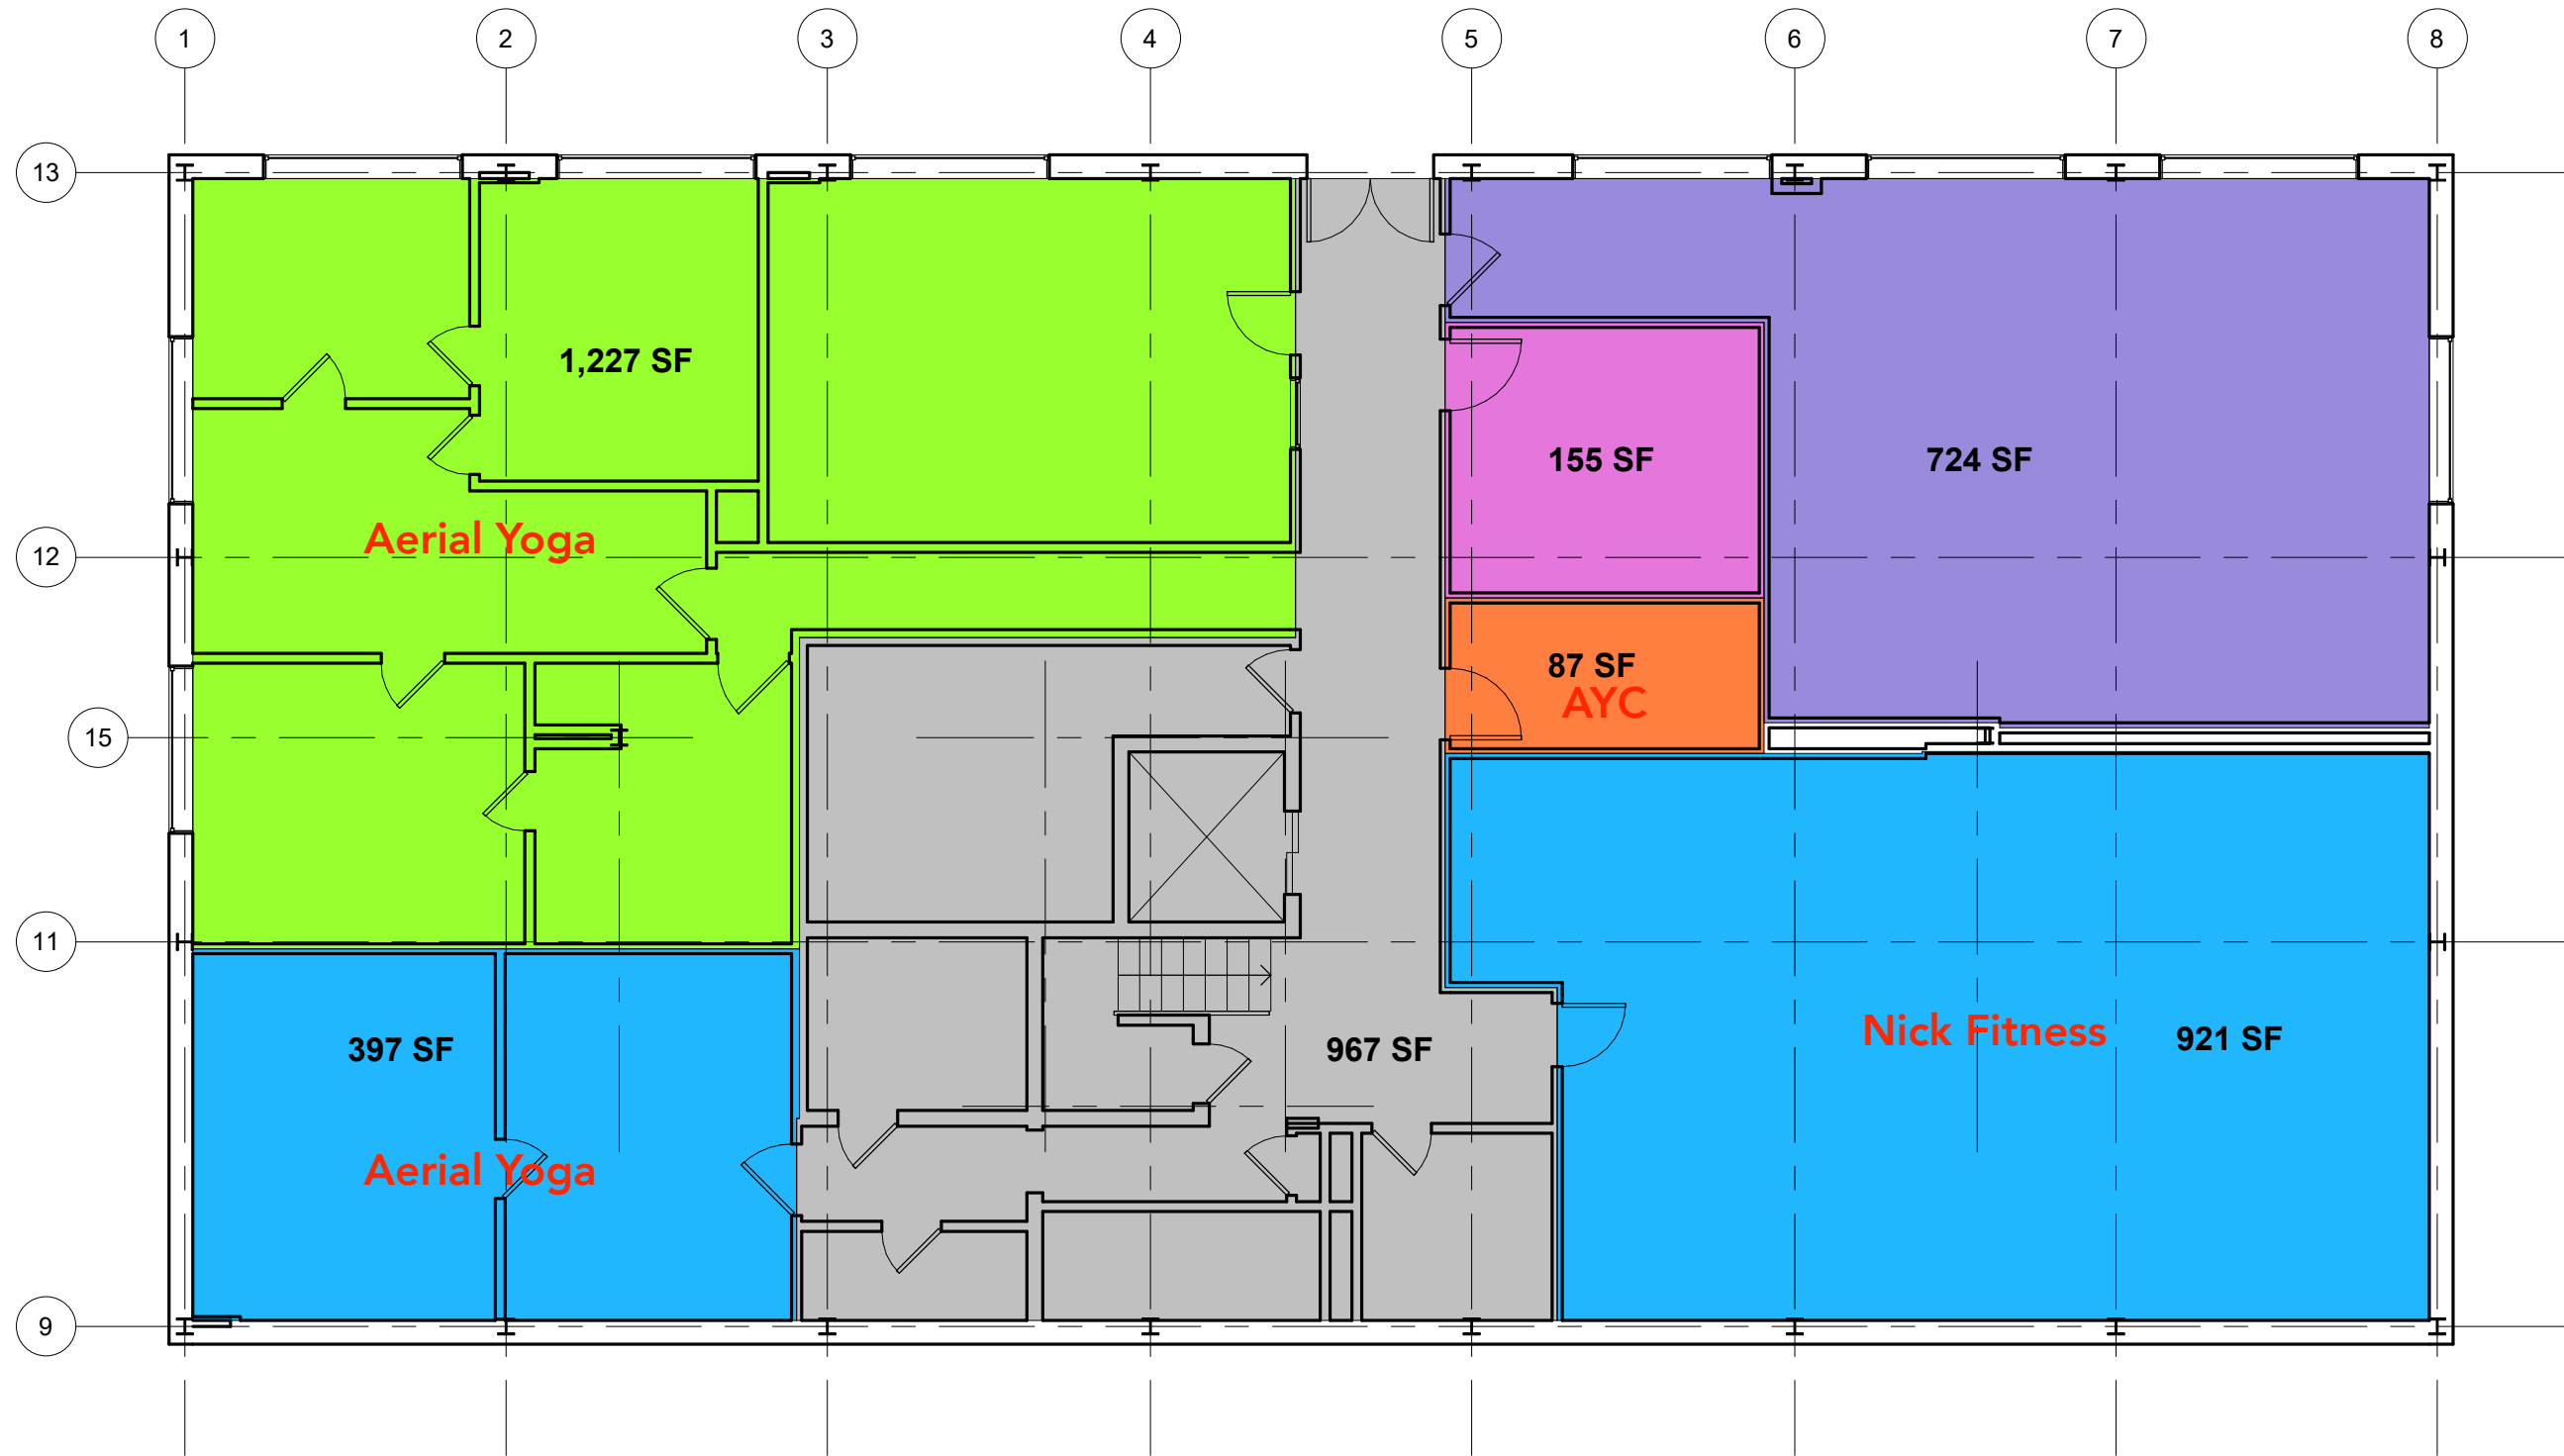 1 2 3 4 5 6 7 8
13
1,227 SF
155 SF 724 SF
Aerial Yoga
12
87 SF
AYC
15
11
Nick Fitness 921 SF
397 SF 967 SF
Aerial Yoga
9